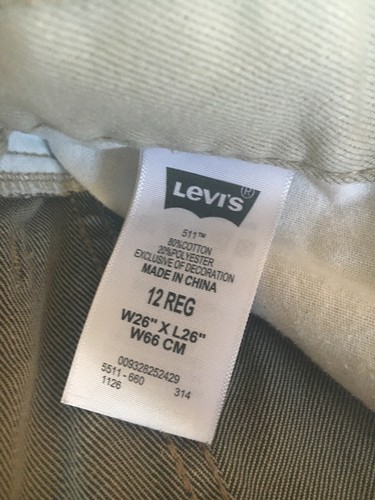 Levi's®
511™
80%COTTON
20%POLYESTER
EXCLUSIVE OF DECORATION
MADE IN CHINA
12 REG
W26" X L26"
W66 CM
009328252429
5511 - 660 314
1126